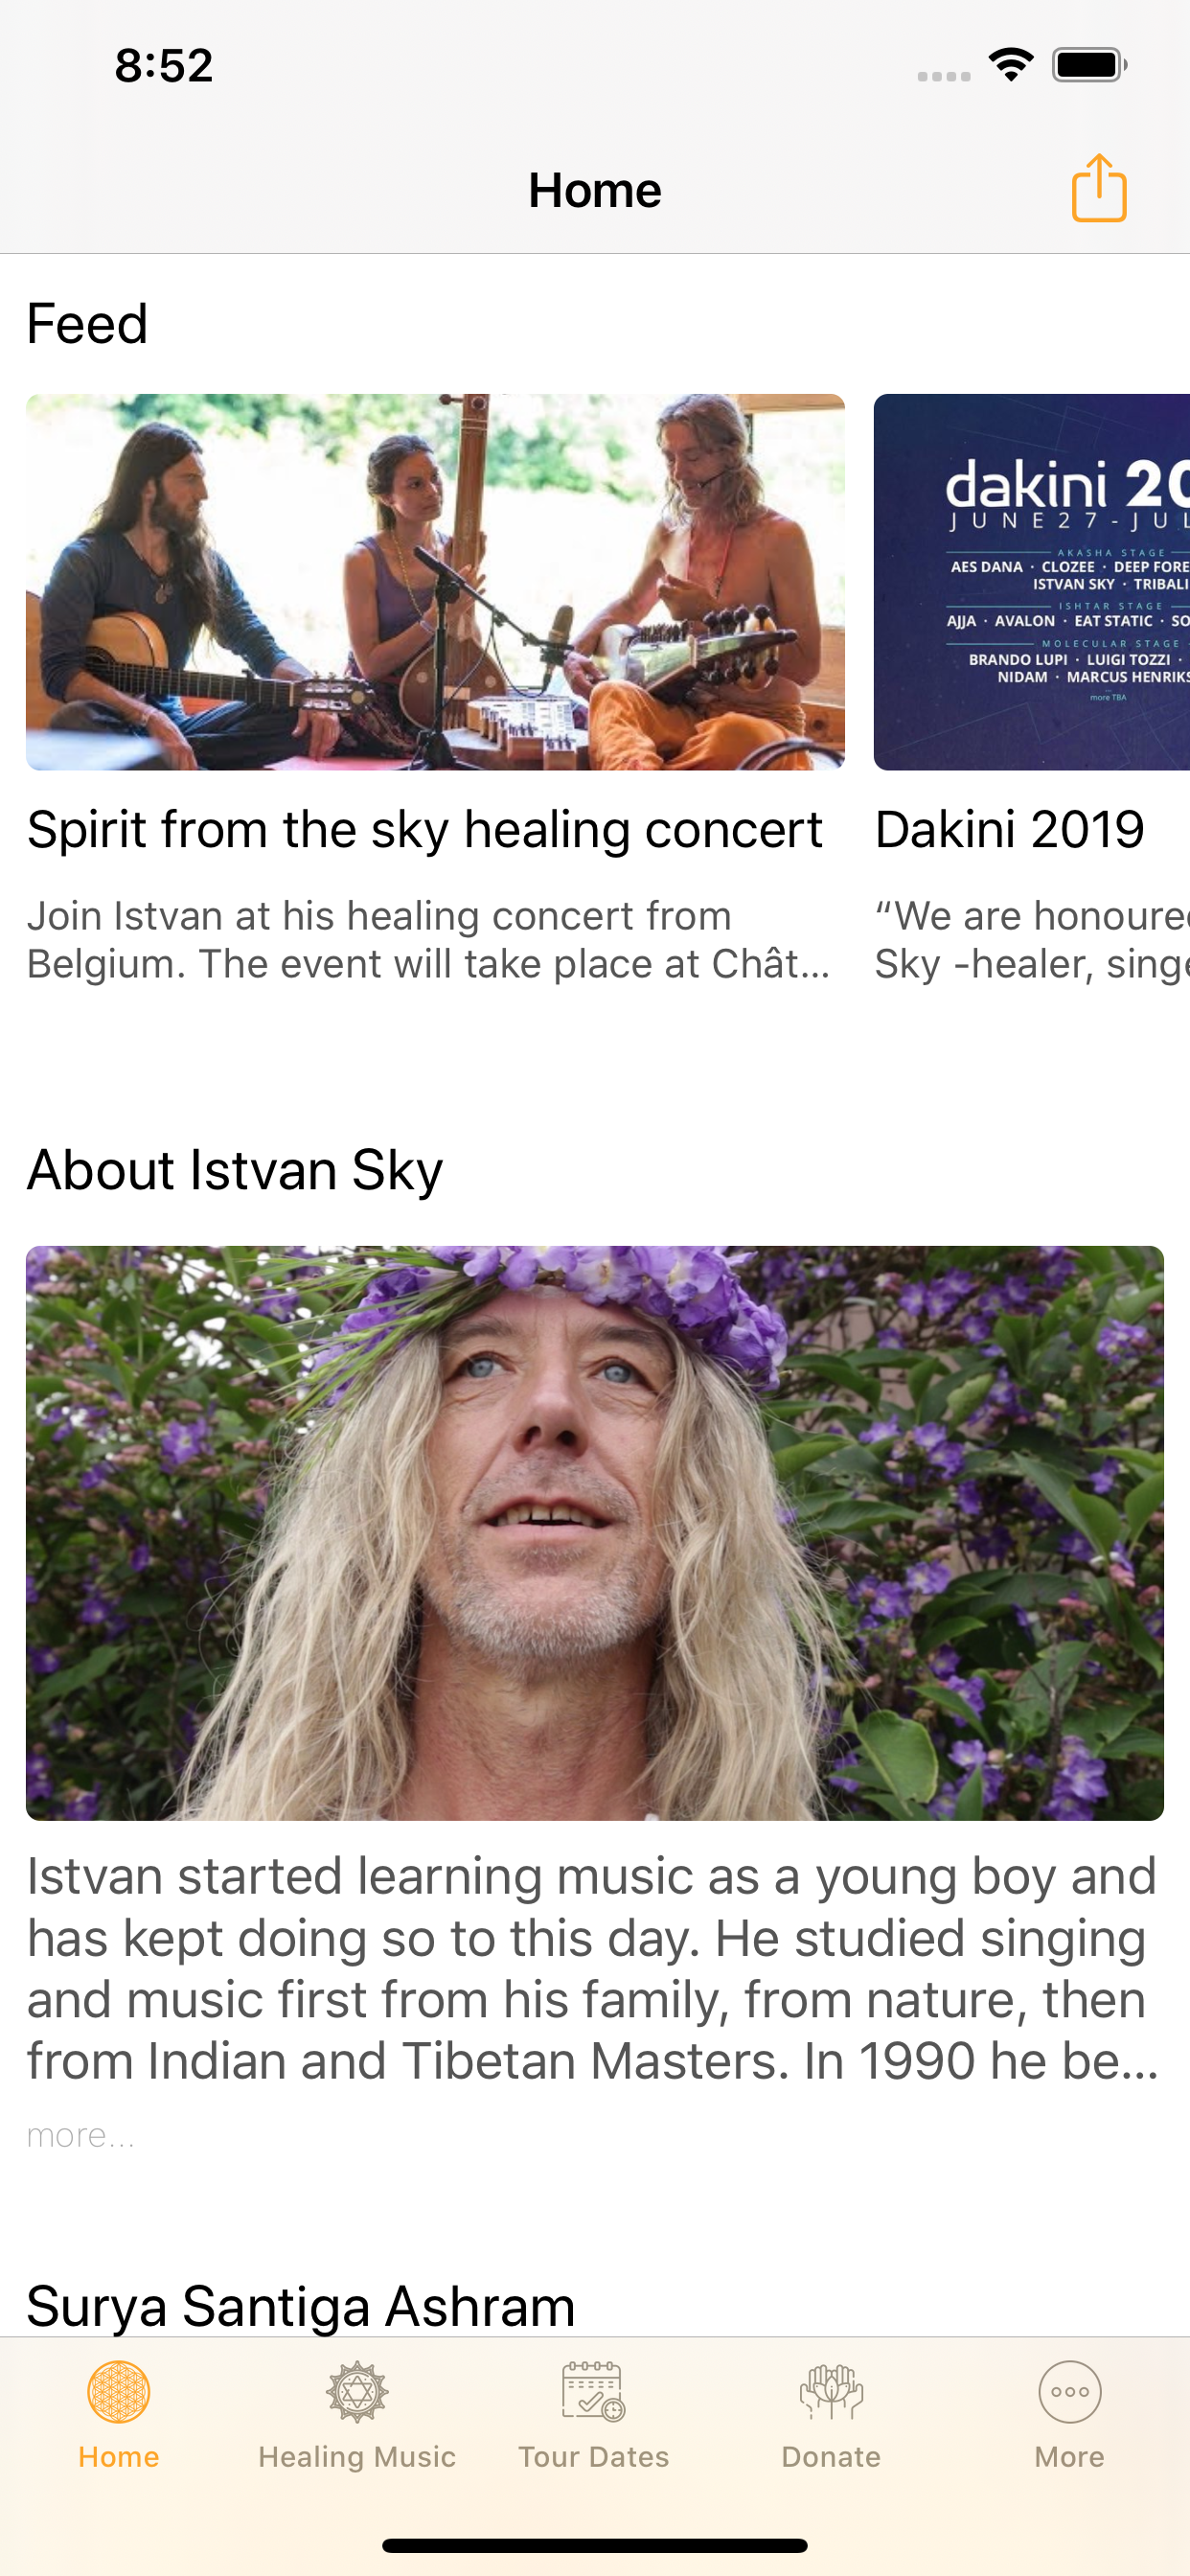 8:52
Home
Feed
dakini 20
JUNE27-JUL
AKASHA STAGE
AES DANA · CLOZEE · DEEP FORE
ISTVAN SKY · TRIBALI
ISHTAR STAGE
AJJA · AVALON · EAT STATIC · SO
MOLECULAR STAGE
BRANDO LUPI · LUIGI TOZZI ·
NIDAM · MARCUS HENRIKS
more TBA
Spirit from the sky healing concert
Join Istvan at his healing concert from
Belgium. The event will take place at Chât...
Dakini 2019
“We are honoured
Sky -healer, singe
About Istvan Sky
Istvan started learning music as a young boy and
has kept doing so to this day. He studied singing
and music first from his family, from nature, then
from Indian and Tibetan Masters. In 1990 he be...
more...
Surya Santiga Ashram
Home
Healing Music
Tour Dates
Donate
More